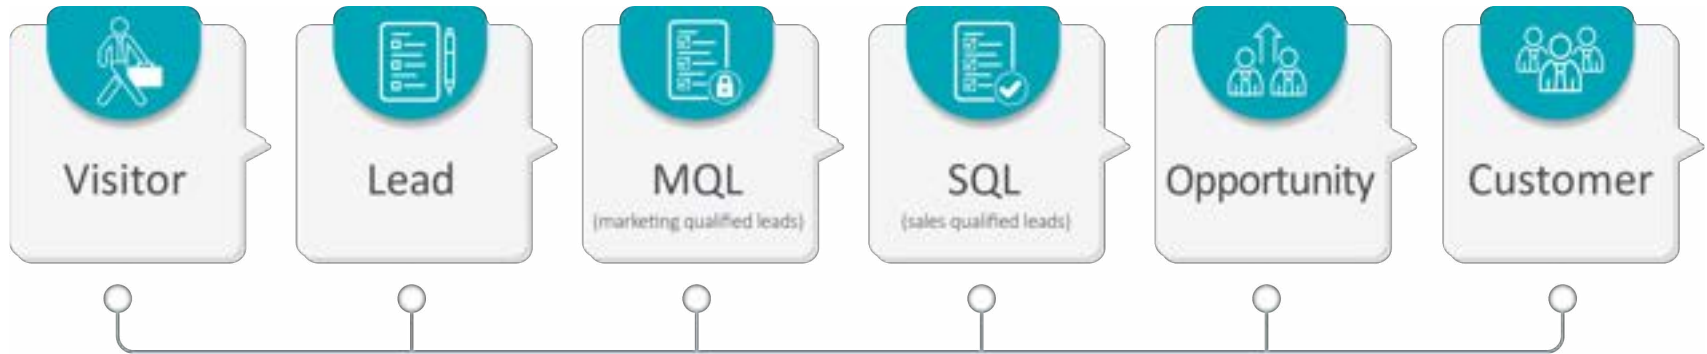 Visitor
Lead
MQL
(marketing qualified leads)
SQL
(sales qualified leads)
Opportunity
Customer